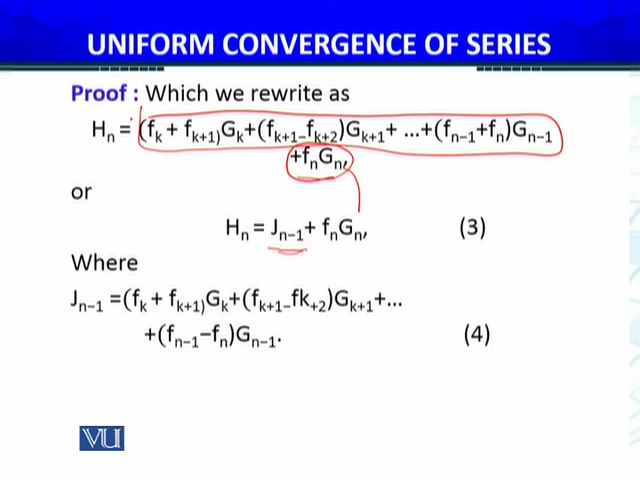 UNIFORM CONVERGENCE OF SERIES
Proof : Which we rewrite as
Hₙ = (fₖ + fₖ₊₁)Gₖ+(fₖ₊₁₋fₖ₊₂)Gₖ₊₁+ ...+(fₙ₋₁+fₙ)Gₙ₋₁
+fₙGₙ,
or
Hₙ = Jₙ₋₁+ fₙGₙ, (3)
Where
Jₙ₋₁ =(fₖ + fₖ₊₁)Gₖ+(fₖ₊₁₋fk₊₂)Gₖ₊₁+...
+(fₙ₋₁−fₙ)Gₙ₋₁. (4)
VU